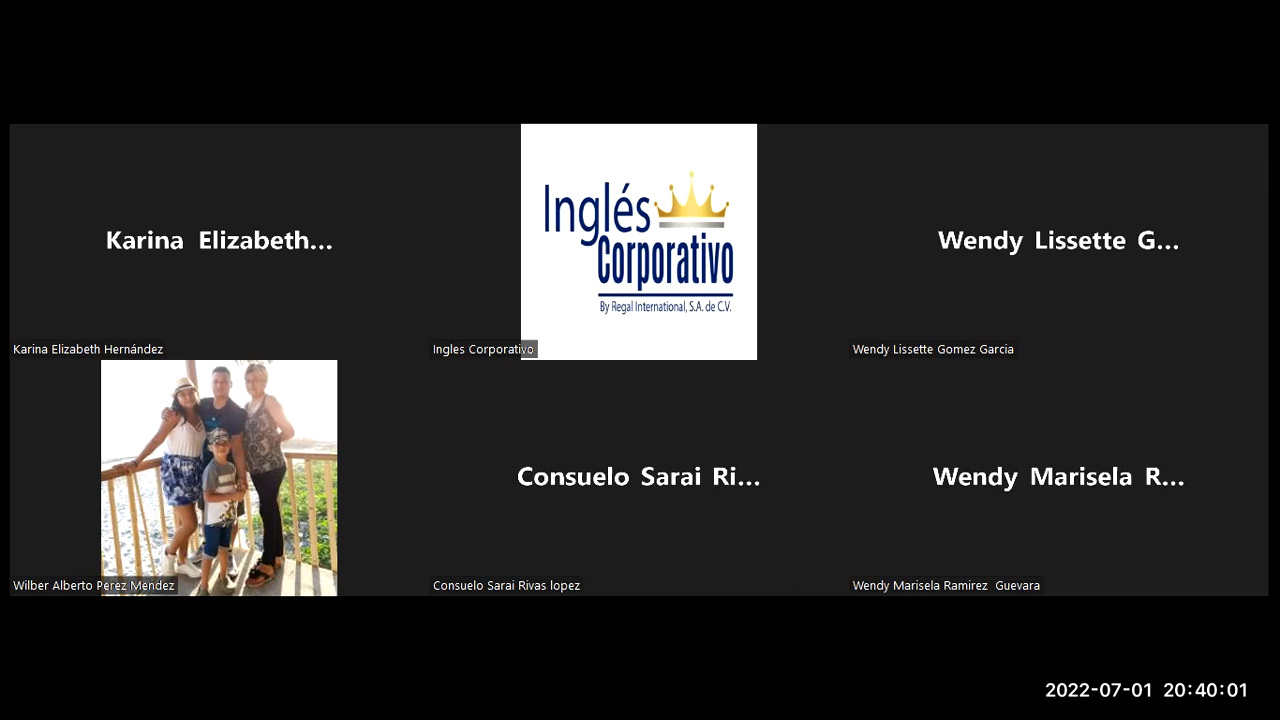 Karina Elizabeth...
Karina Elizabeth Hernández
Inglés
Corporativo
By Regal International, S.A. de C.V.
Ingles Corporativo
Wendy Lissette G...
Wendy Lissette Gomez Garcia
Wilber Alberto Perez Mendez
Consuelo Sarai Ri...
Consuelo Sarai Rivas lopez
Wendy Marisela R...
Wendy Marisela Ramirez  Guevara
2022-07-01 20:40:01